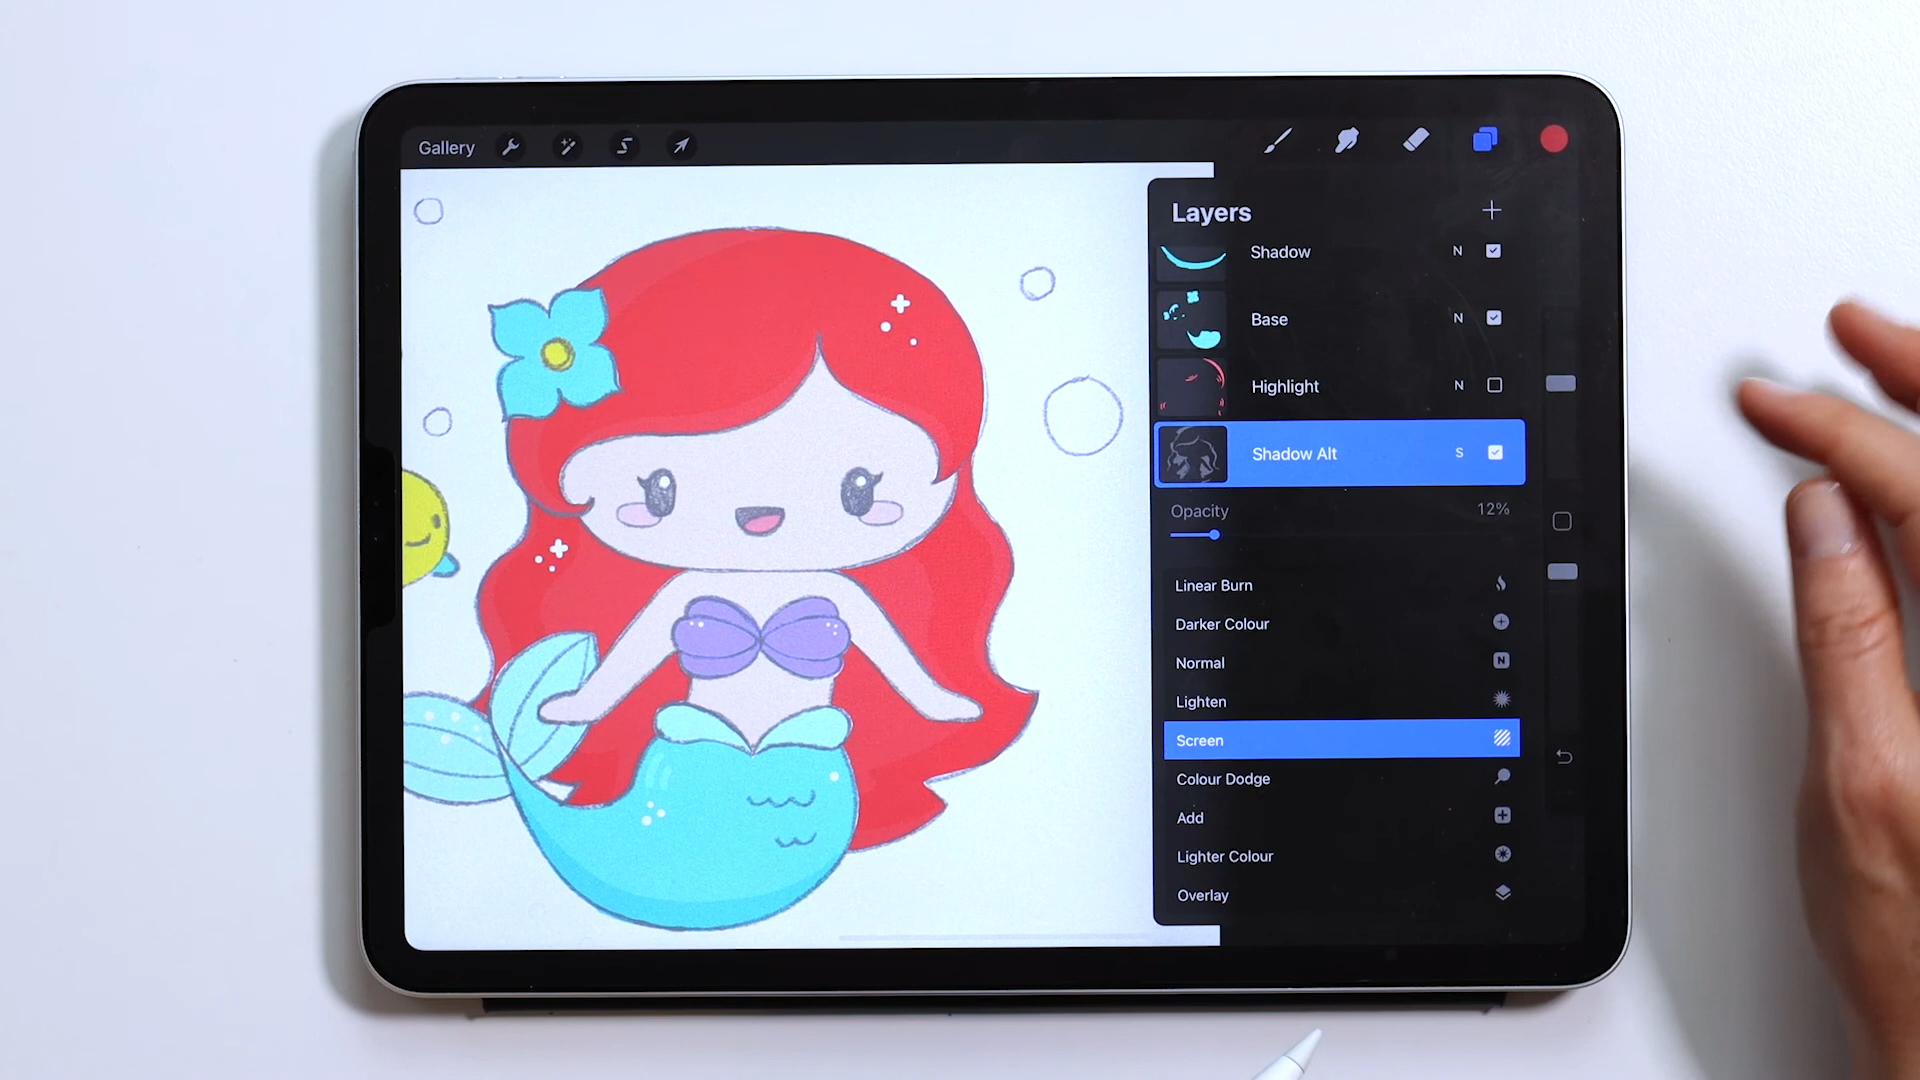 Gallery
Layers
Shadow N
Base N
Highlight N
Shadow Alt S
Opacity 12%
Linear Burn
Darker Colour
Normal N
Lighten
Screen
Colour Dodge
Add
Lighter Colour
Overlay